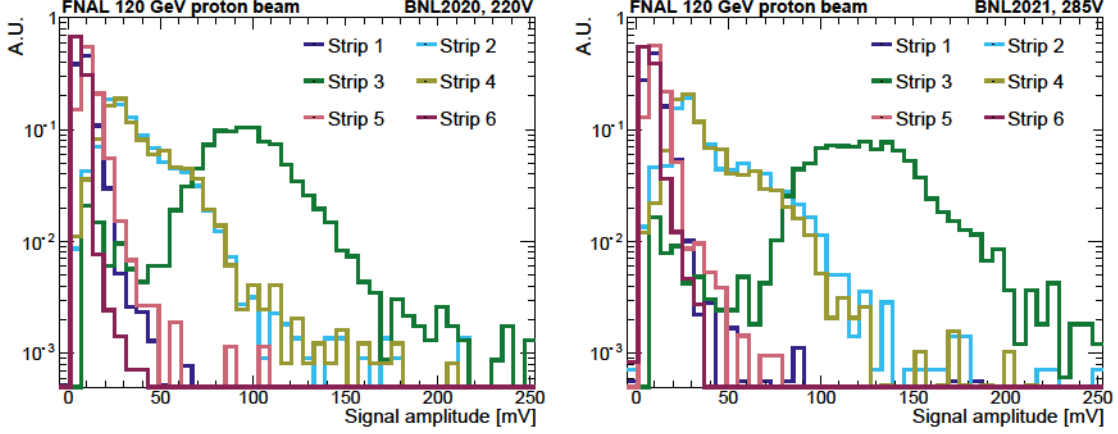 FNAL 120 GeV proton beam BNL2020, 220V
A.U.
1
Strip 1 Strip 2
Strip 3 Strip 4
Strip 5 Strip 6
10⁻¹
10⁻²
10⁻³
0 50 100 150 200 250
Signal amplitude [mV]
FNAL 120 GeV proton beam BNL2021, 285V
A.U.
1
Strip 1 Strip 2
Strip 3 Strip 4
Strip 5 Strip 6
10⁻¹
10⁻²
10⁻³
0 50 100 150 200 250
Signal amplitude [mV]